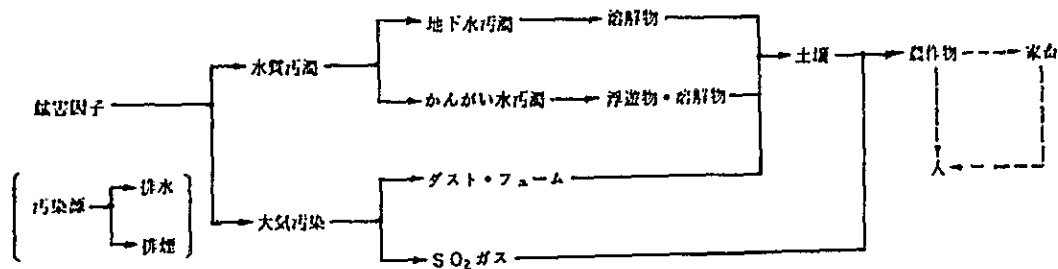 地下水汚濁 溶解物
水質汚濁 土壌 農作物 家畜
かんがい水汚濁 浮遊物・溶解物
鉱害因子
人
ダスト・フューム
排水
汚染源 大気汚染
排煙
SO₂ガス